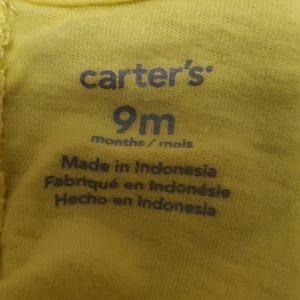 carter's
9m
months / mois
Made in Indonesia
Fabriqué en Indonésie
Hecho en Indonesia